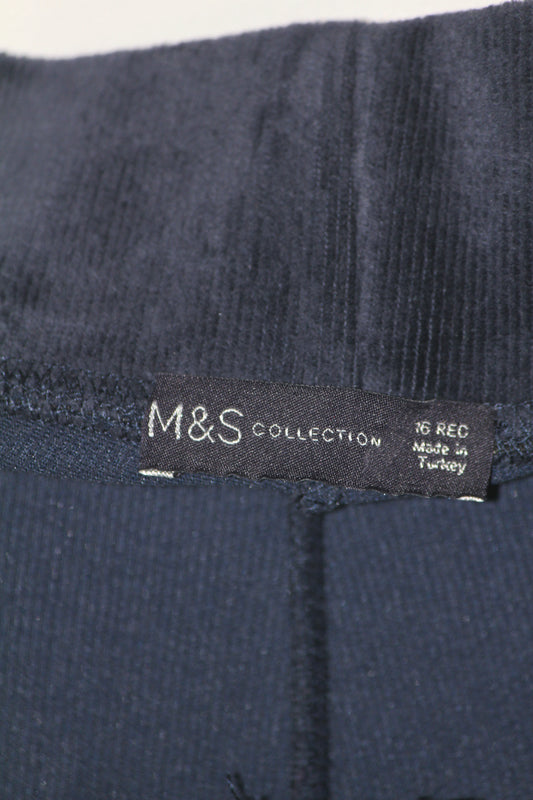 M&S COLLECTION
16 REG
Made in
Turkey